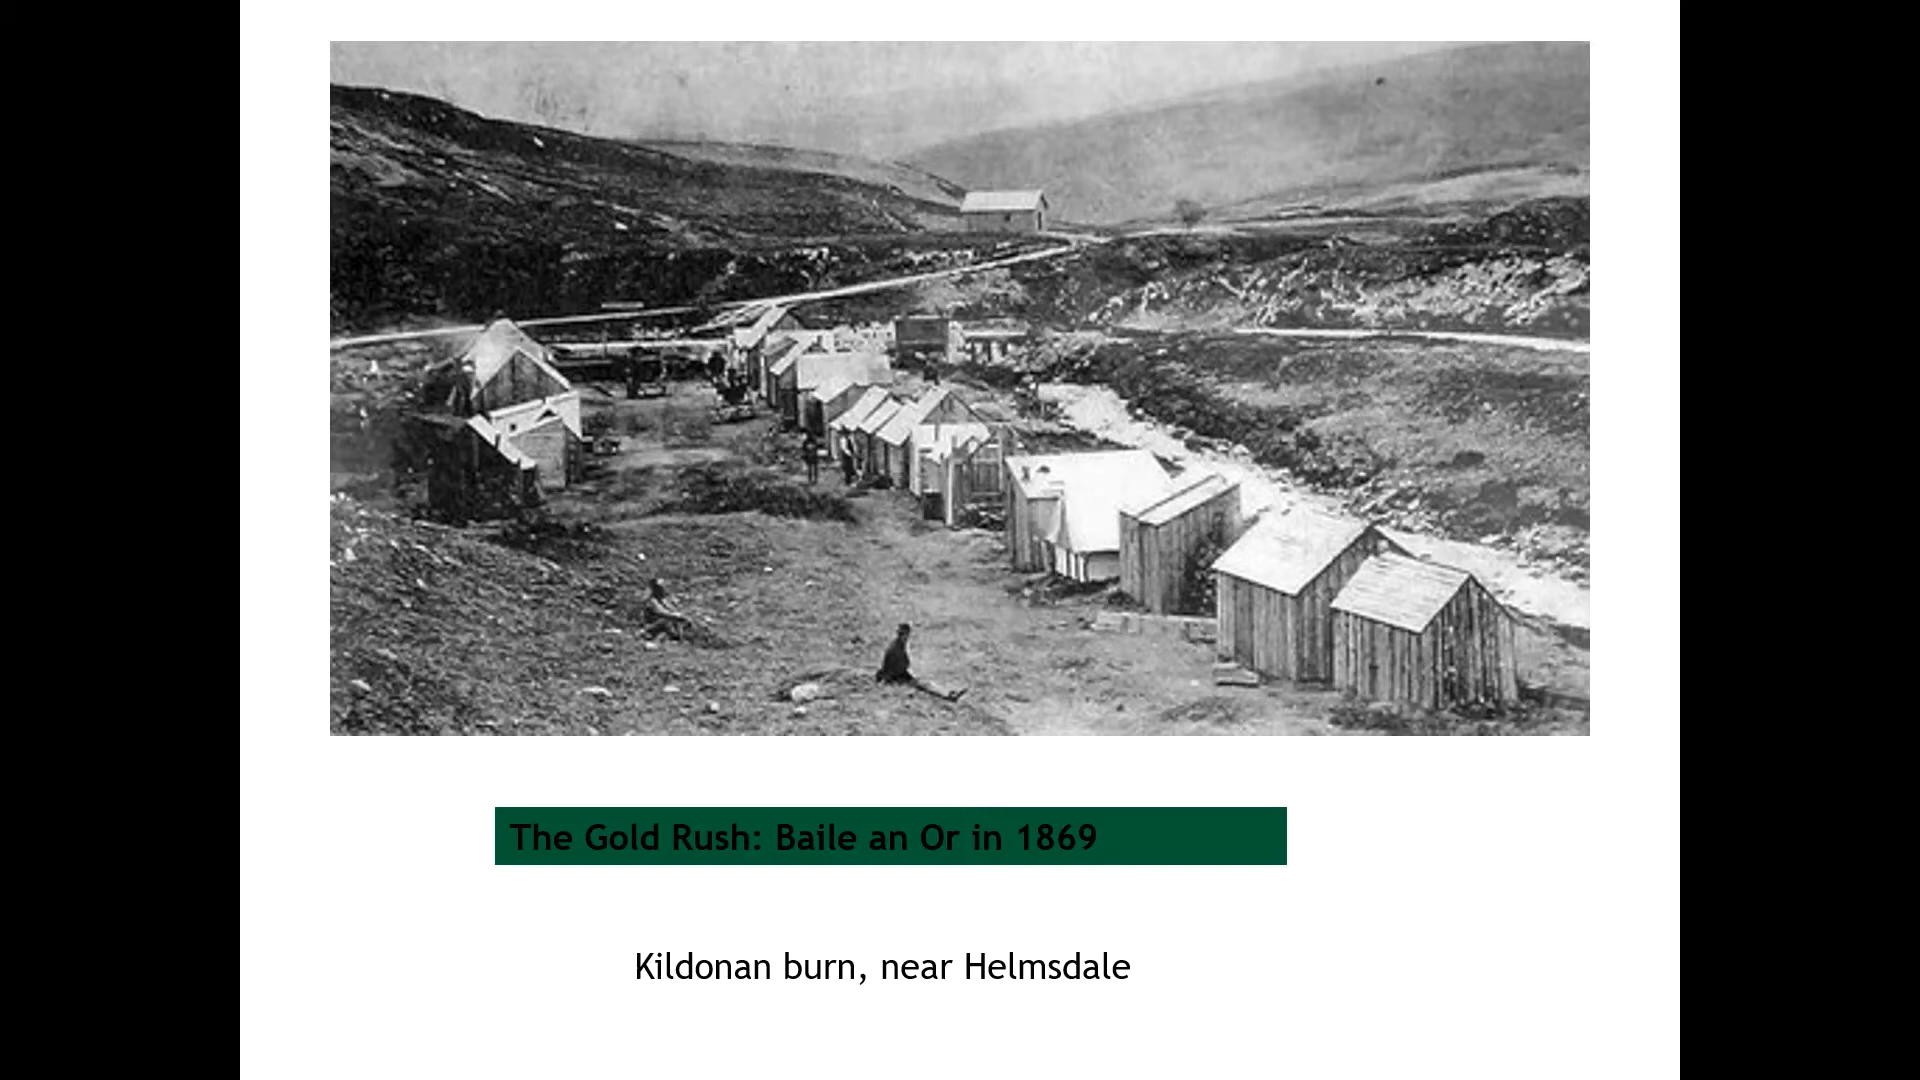 The Gold Rush: Baile an Or in 1869
Kildonan burn, near Helmsdale